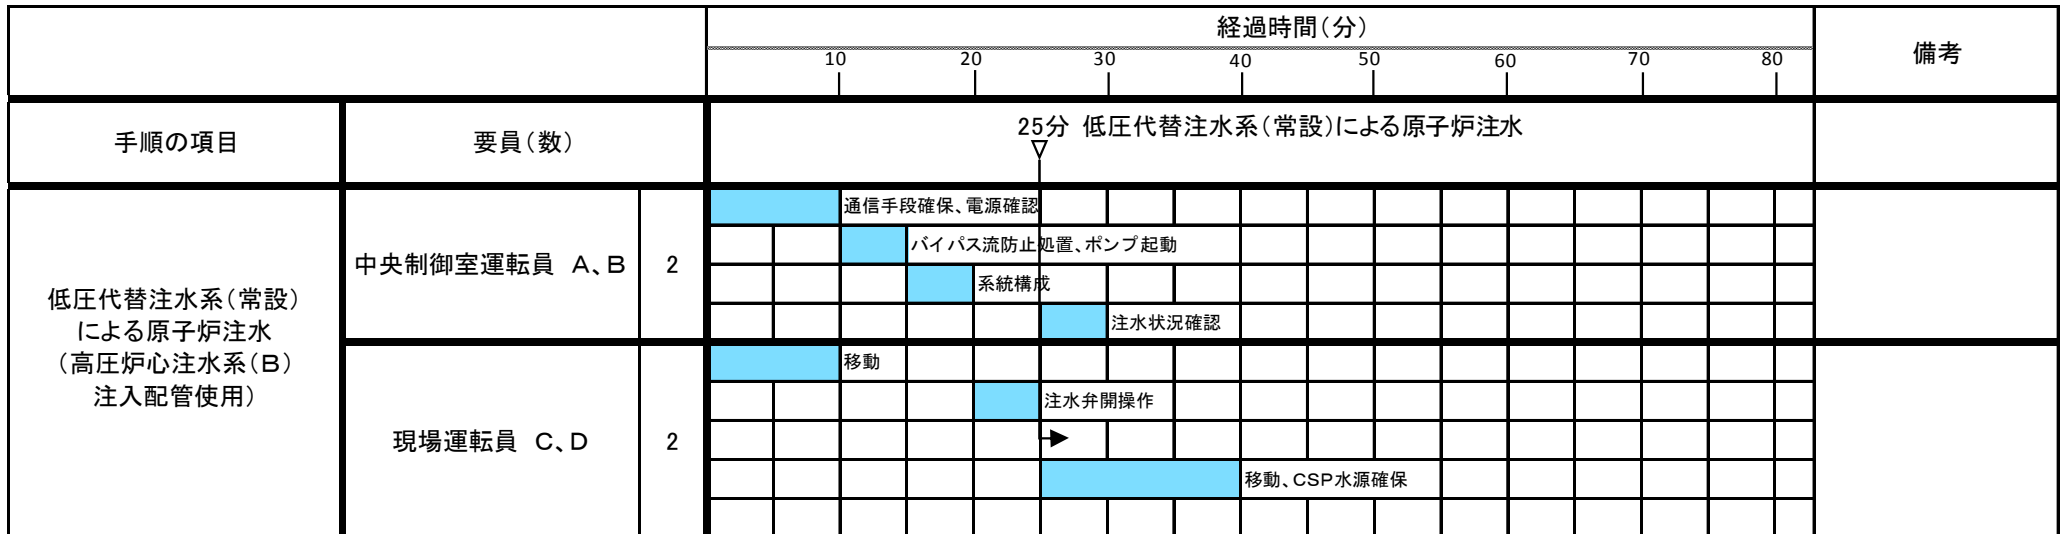 経過時間(分)
10 20 30 40 50 60 70 80
備考
手順の項目
要員(数)
25分 低圧代替注水系(常設)による原子炉注水
低圧代替注水系(常設)
による原子炉注水
(高圧炉心注水系(B)
注入配管使用)
中央制御室運転員 A、B
2
通信手段確保、電源確認
バイパス流防止処置、ポンプ起動
系統構成
注水状況確認
現場運転員 C、D
2
移動
注水弁開操作
移動、CSP水源確保